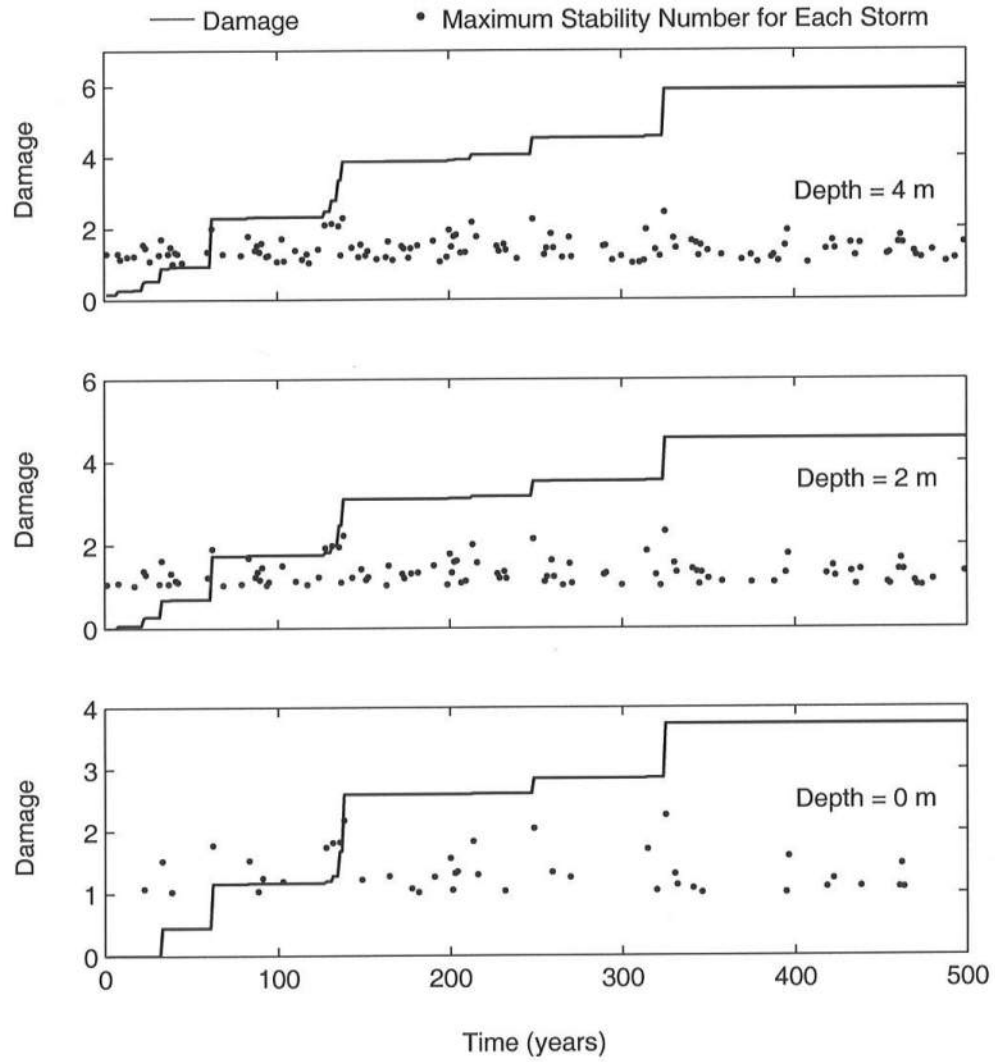 Damage
Maximum Stability Number for Each Storm
6
4
2
0
Damage
Depth = 4 m
6
4
2
0
Damage
Depth = 2 m
4
3
2
1
0
Damage
Depth = 0 m
0 100 200 300 400 500
Time (years)